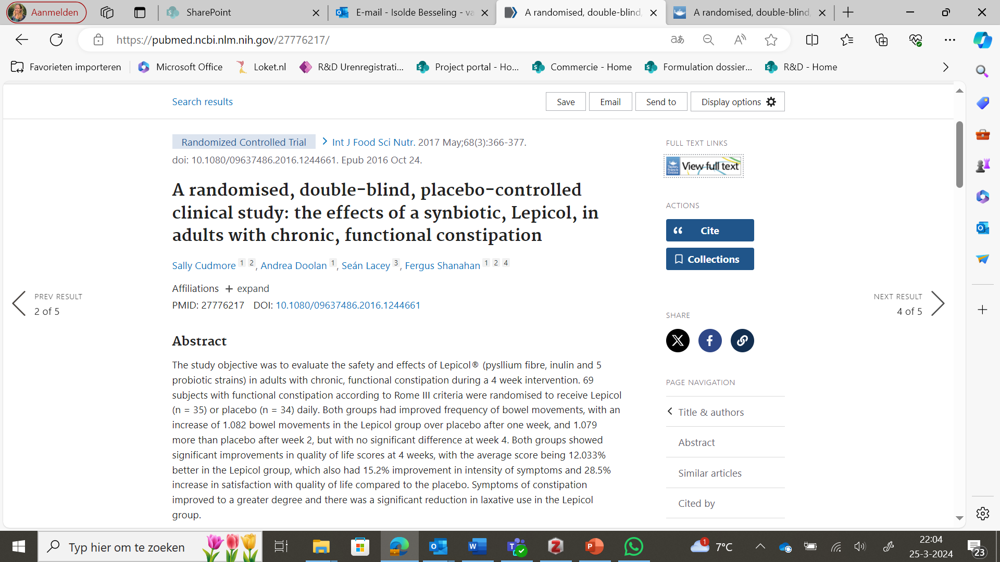 Aanmelden
SharePoint
E-mail - Isolde Besseling - va
A randomised, double-blind,
A randomised, double-blind,
https://pubmed.ncbi.nlm.nih.gov/27776217/
Favorieten importeren
Microsoft Office
Loket.nl
R&D Urenregistrati...
Project portal - Ho...
Commercie - Home
Formulation dossier...
R&D - Home
Search results
Save
Email
Send to
Display options
Randomized Controlled Trial
Int J Food Sci Nutr. 2017 May;68(3):366-377.
doi: 10.1080/09637486.2016.1244661. Epub 2016 Oct 24.
A randomised, double-blind, placebo-controlled
clinical study: the effects of a synbiotic, Lepicol, in
adults with chronic, functional constipation
Sally Cudmore 1 2, Andrea Doolan 1, Seán Lacey 3, Fergus Shanahan 1 2 4
Affiliations + expand
PMID: 27776217 DOI: 10.1080/09637486.2016.1244661
Abstract
The study objective was to evaluate the safety and effects of Lepicol® (pysllium fibre, inulin and 5
probiotic strains) in adults with chronic, functional constipation during a 4 week intervention. 69
subjects with functional constipation according to Rome III criteria were randomised to receive Lepicol
(n = 35) or placebo (n = 34) daily. Both groups had improved frequency of bowel movements, with an
increase of 1.082 bowel movements in the Lepicol group over placebo after one week, and 1.079
more than placebo after week 2, but with no significant difference at week 4. Both groups showed
significant improvements in quality of life scores at 4 weeks, with the average score being 12.033%
better in the Lepicol group, which also had 15.2% improvement in intensity of symptoms and 28.5%
increase in satisfaction with quality of life compared to the placebo. Symptoms of constipation
improved to a greater degree and there was a significant reduction in laxative use in the Lepicol
group.
PREV RESULT
2 of 5
NEXT RESULT
4 of 5
FULL TEXT LINKS
Taylor & Francis Online
View full text
ACTIONS
Cite
Collections
SHARE
PAGE NAVIGATION
Title & authors
Abstract
Similar articles
Cited by
Typ hier om te zoeken
1
7°C
22:04
25-3-2024
23